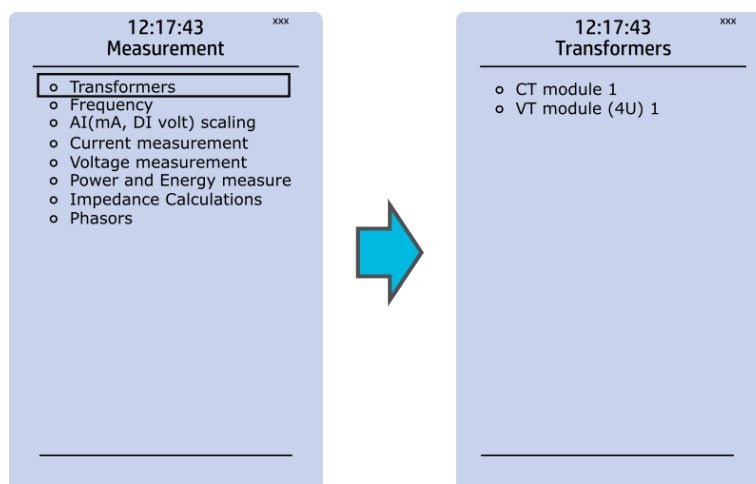 12:17:43 xxx
Measurement
Transformers
Frequency
AI(mA, DI volt) scaling
Current measurement
Voltage measurement
Power and Energy measure
Impedance Calculations
Phasors
12:17:43 xxx
Transformers
CT module 1
VT module (4U) 1